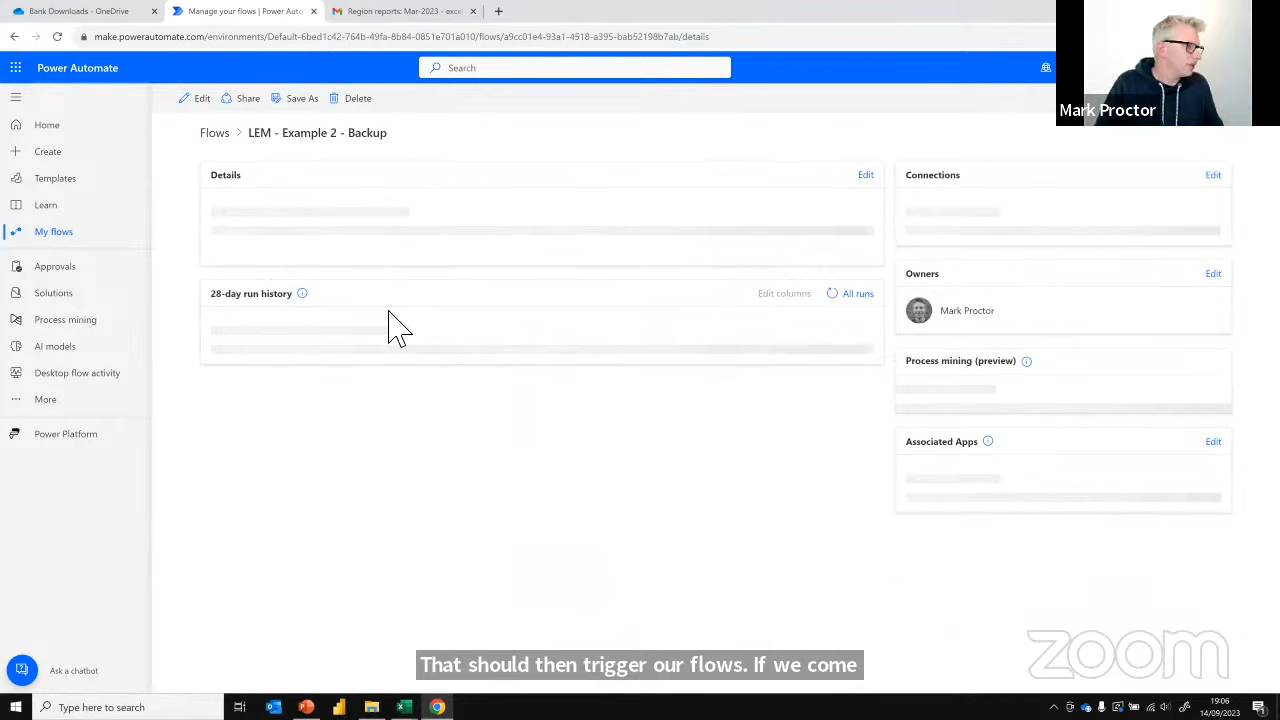 Bank Downloads - OneDrive
Manage your flows | Power Auto
Region reports: Mar-2023 - excel
make.powerautomate.com/environments/Default-6bed1c42-764b-49fa-8b84-0851e701a010/flows/a9cc01e4-93a1-4518-a395-bab52198b7ab/details
Power Automate
Search
Edit
Share
Save As
Delete
Mark Proctor
Flows > LEM - Example 2 - Backup
Home
Create
Templates
Learn
My flows
Approvals
Solutions
Process mining
AI models
Desktop flow activity
More
Power Platform
Ask a chatbot
Details
Edit
28-day run history
Edit columns
All runs
Connections
Edit
Owners
Edit
Mark Proctor
Process mining (preview)
Associated Apps
Edit
That should then trigger our flows. If we come
zoom
Type here to search
19:06
14/09/2023